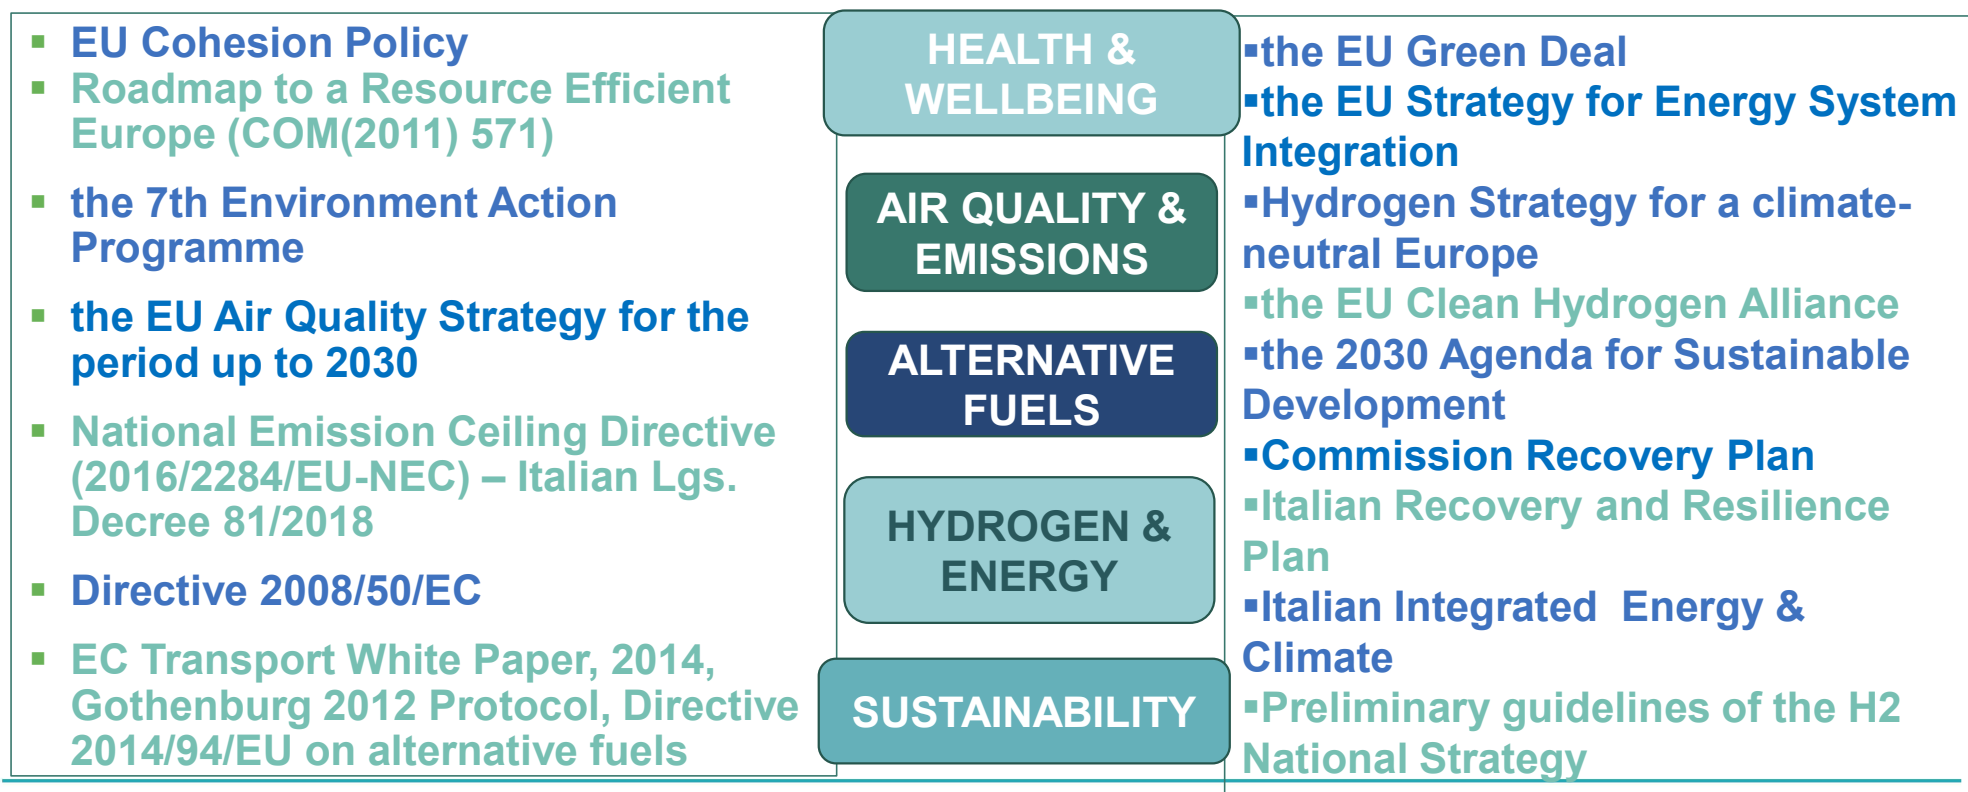 ▪ EU Cohesion Policy
▪ Roadmap to a Resource Efficient
Europe (COM(2011) 571)
▪ the 7th Environment Action
Programme
▪ the EU Air Quality Strategy for the
period up to 2030
▪ National Emission Ceiling Directive
(2016/2284/EU-NEC) – Italian Lgs.
Decree 81/2018
▪ Directive 2008/50/EC
▪ EC Transport White Paper, 2014,
Gothenburg 2012 Protocol, Directive
2014/94/EU on alternative fuels
HEALTH &
WELLBEING
AIR QUALITY &
EMISSIONS
ALTERNATIVE
FUELS
HYDROGEN &
ENERGY
SUSTAINABILITY
▪the EU Green Deal
▪the EU Strategy for Energy System
Integration
▪Hydrogen Strategy for a climate-
neutral Europe
▪the EU Clean Hydrogen Alliance
▪the 2030 Agenda for Sustainable
Development
▪Commission Recovery Plan
▪Italian Recovery and Resilience
Plan
▪Italian Integrated  Energy &
Climate
▪Preliminary guidelines of the H2
National Strategy